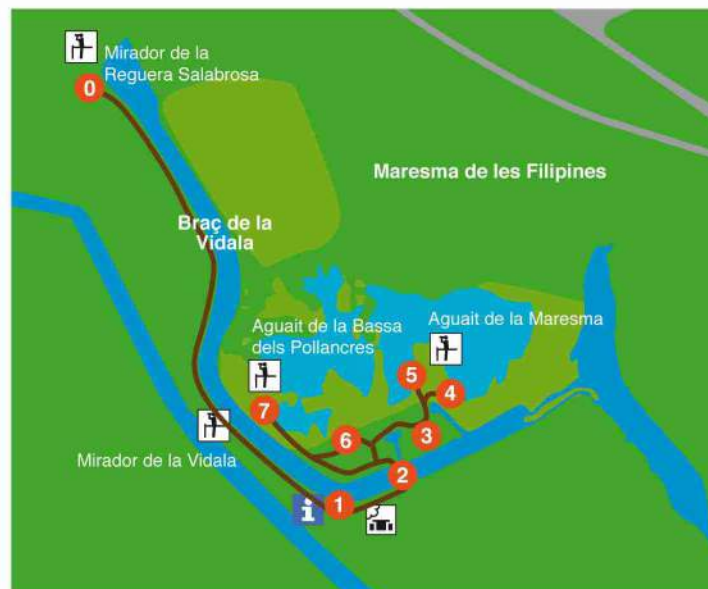 Mirador de la
Reguera Salabrosa
0
Maresma de les Filipines
Braç de la
Vidala
Aguait de la Bassa
dels Pollancres
Aguait de la Maresma
5
4
7
6
3
Mirador de la Vidala
2
1
i